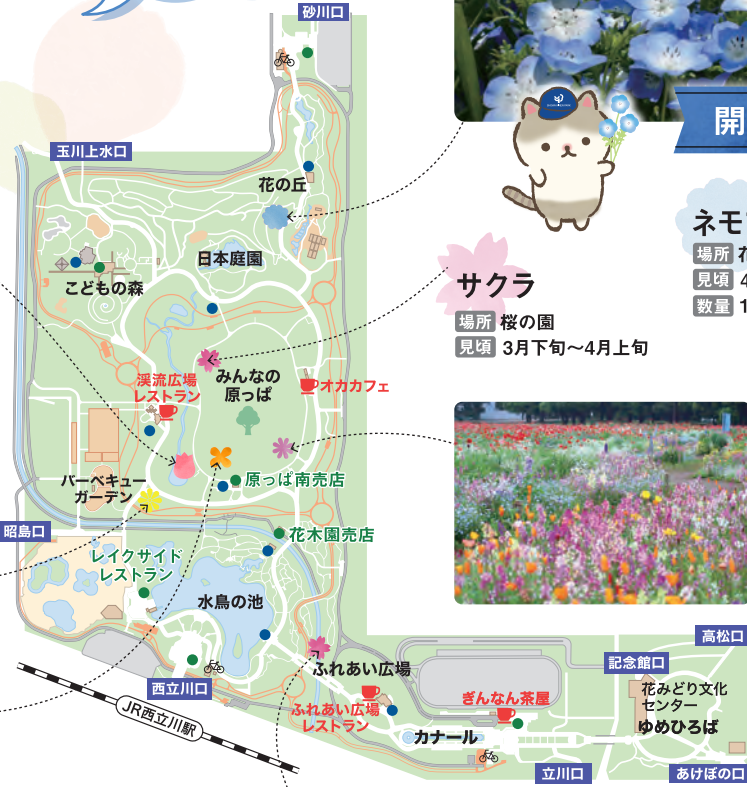 砂川口
玉川上水口
花の丘
日本庭園
こどもの森
開
ネモ
場所
見頃 4
数量 1
サクラ
場所 桜の園
見頃 3月下旬〜4月上旬
渓流広場
レストラン
みんなの
原っぱ
オカカフェ
バーベキュー
ガーデン
原っぱ南売店
昭島口
花木園売店
レイクサイド
レストラン
水鳥の池
西立川口
JR西立川駅
ふれあい広場
ふれあい広場
レストラン
ぎんなん茶屋
カナール
高松口
記念館口
花みどり文化
センター
ゆめひろば
立川口
あけぼの口